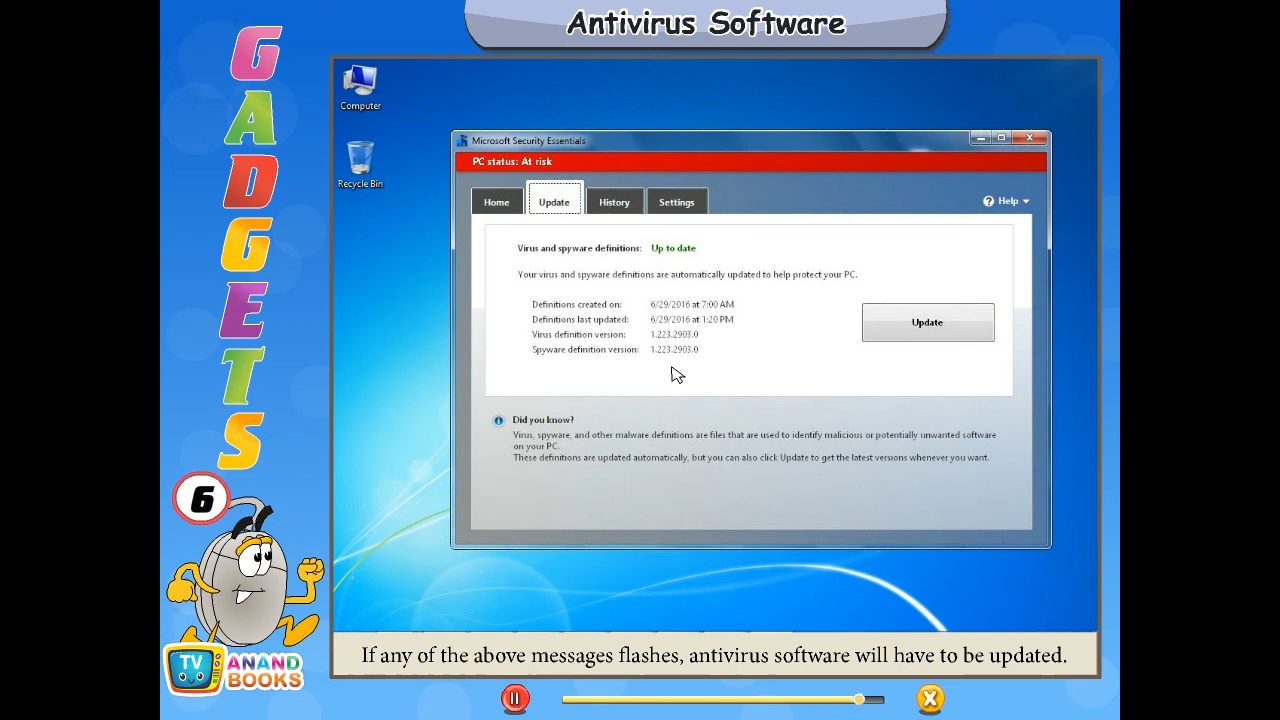 Antivirus Software
GADGETS
6
TV
ANAND
BOOKS
Computer
Recycle Bin
Microsoft Security Essentials
PC status: At risk
Home
Update
History
Settings
? Help
Virus and spyware definitions: Up to date
Your virus and spyware definitions are automatically updated to help protect your PC.
Definitions created on: 6/29/2016 at 7:00 AM
Definitions last updated: 6/29/2016 at 1:20 PM
Virus definition version: 1.223.2903.0
Spyware definition version: 1.223.2903.0
Update
Did you know?
Virus, spyware, and other malware definitions are files that are used to identify malicious or potentially unwanted software
on your PC.
These definitions are updated automatically, but you can also click Update to get the latest versions whenever you want.
If any of the above messages flashes, antivirus software will have to be updated.